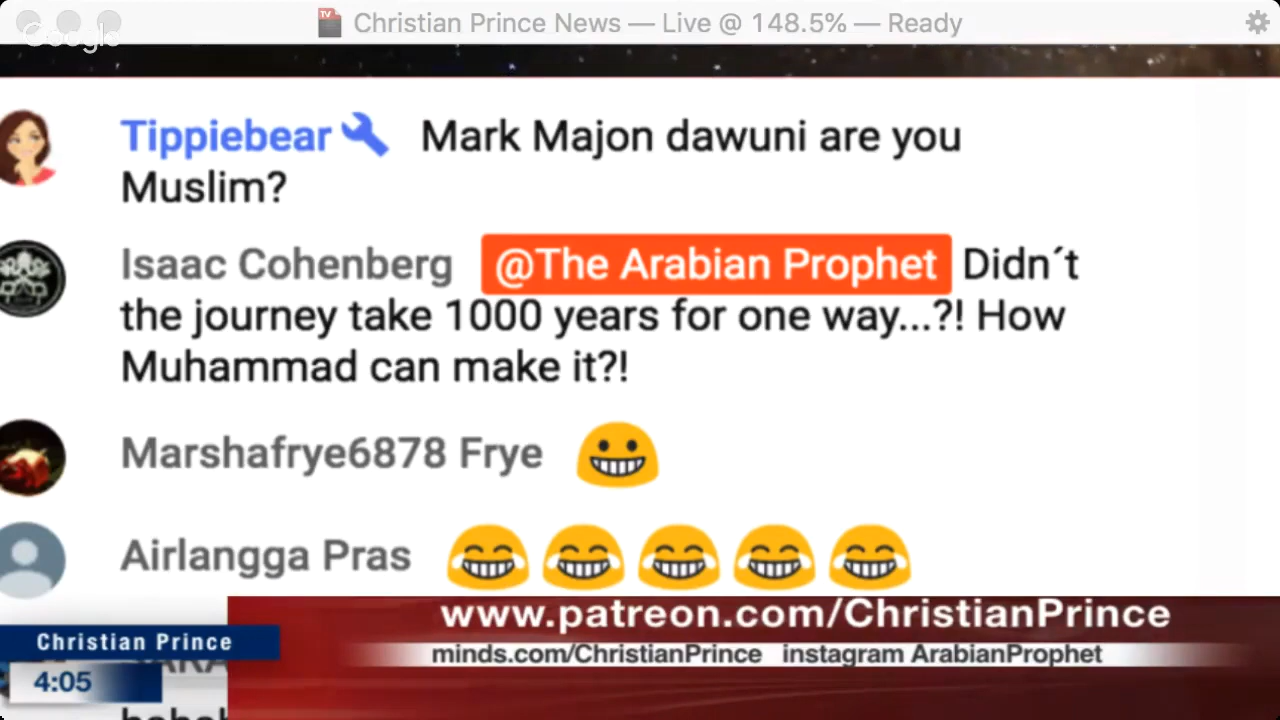 TV Christian Prince News — Live @ 148.5% — Ready
Google
Tippiebear Mark Majon dawuni are you
Muslim?
Isaac Cohenberg @The Arabian Prophet Didn´t
the journey take 1000 years for one way...?! How
Muhammad can make it?!
Marshafrye6878 Frye 😀
Airlangga Pras 😂😂😂😂😂
www.patreon.com/ChristianPrince
Christian Prince
minds.com/ChristianPrince instagram ArabianProphet
4:05